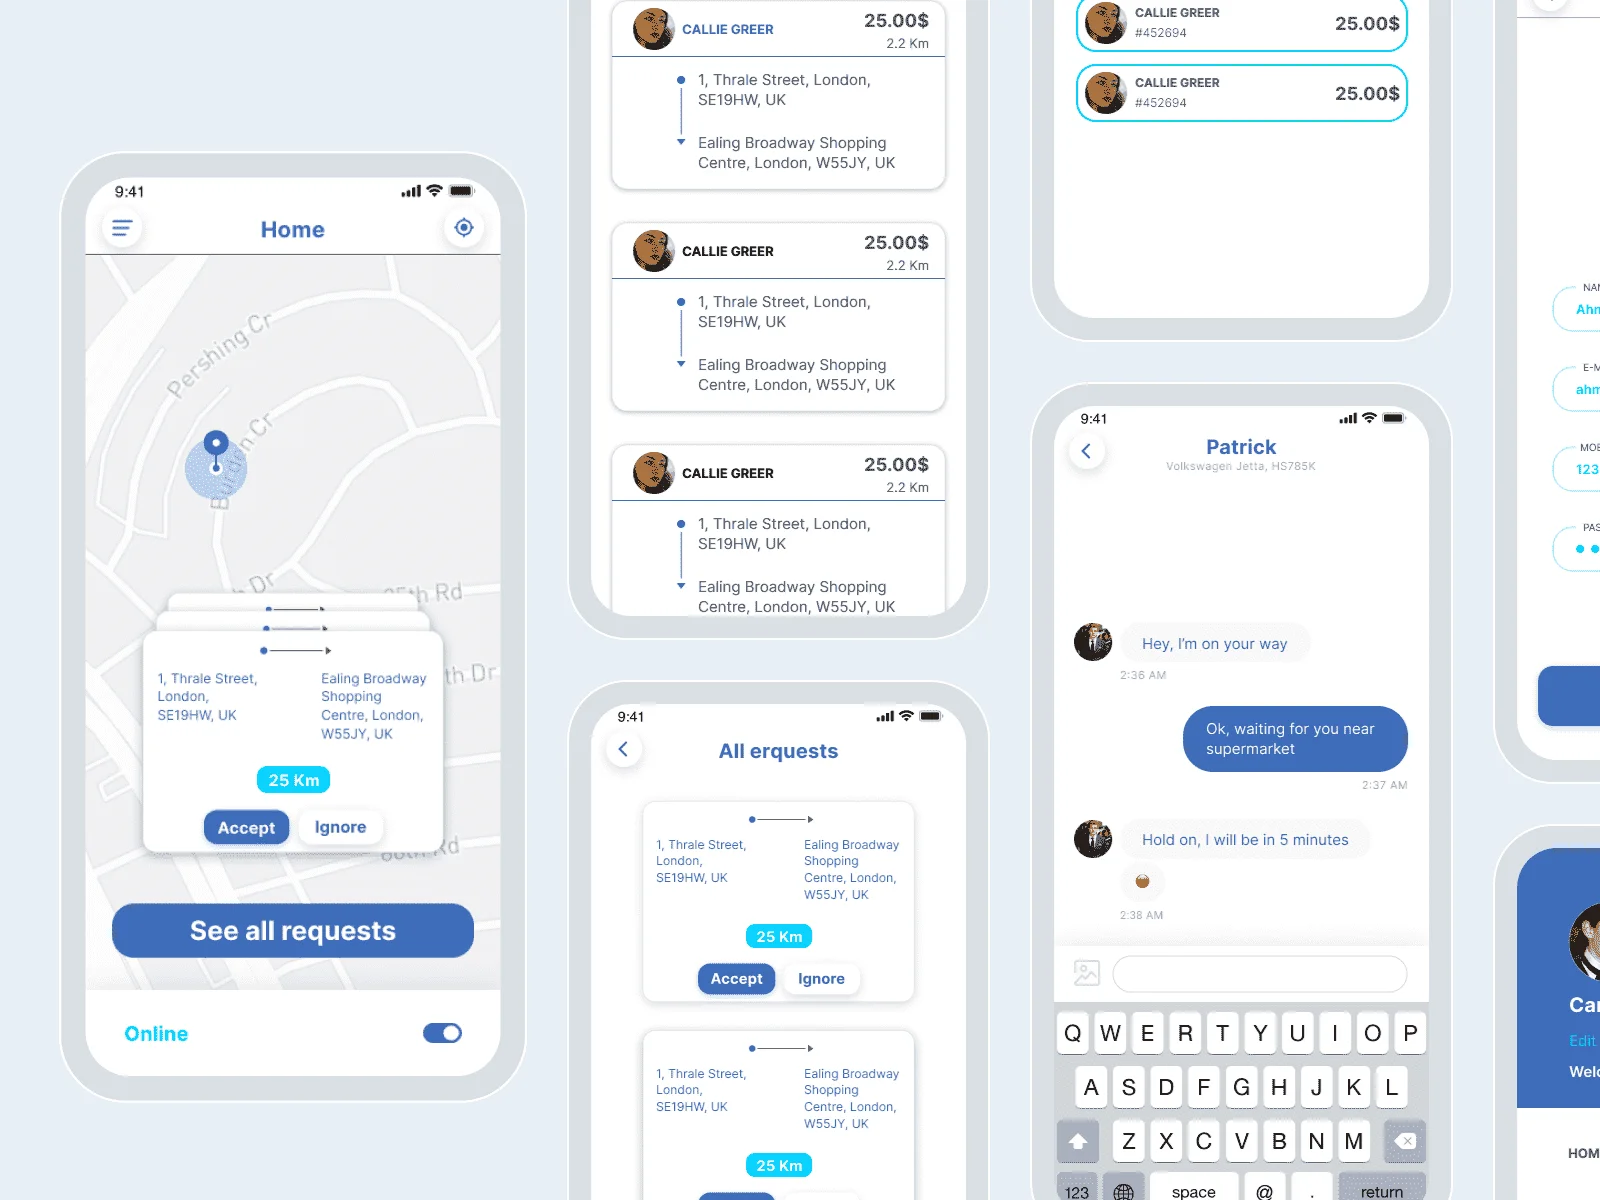 9:41
Home
Pershing Cr
Dr
th Rd
th Dr
Rd
1, Thrale Street,
London,
SE19HW, UK
Ealing Broadway
Shopping
Centre, London,
W55JY, UK
25 Km
Accept
Ignore
See all requests
Online
CALLIE GREER
25.00$
2.2 Km
1, Thrale Street, London,
SE19HW, UK
Ealing Broadway Shopping
Centre, London, W55JY, UK
CALLIE GREER
25.00$
2.2 Km
1, Thrale Street, London,
SE19HW, UK
Ealing Broadway Shopping
Centre, London, W55JY, UK
CALLIE GREER
25.00$
2.2 Km
1, Thrale Street, London,
SE19HW, UK
Ealing Broadway Shopping
Centre, London, W55JY, UK
9:41
All erquests
1, Thrale Street,
London,
SE19HW, UK
Ealing Broadway
Shopping
Centre, London,
W55JY, UK
25 Km
Accept
Ignore
1, Thrale Street,
London,
SE19HW, UK
Ealing Broadway
Shopping
Centre, London,
W55JY, UK
25 Km
CALLIE GREER
#452694
25.00$
CALLIE GREER
#452694
25.00$
9:41
Patrick
Volkswagen Jetta, HS785K
Hey, I'm on your way
2:36 AM
Ok, waiting for you near
supermarket
2:37 AM
Hold on, I will be in 5 minutes
2:38 AM
Q W E R T Y U I O P
A S D F G H J K L
Z X C V B N M
123 space @ . return
NAM
Ahm
E-M
ahm
MOB
123
PAS
Car
Edit
Welc
HOM